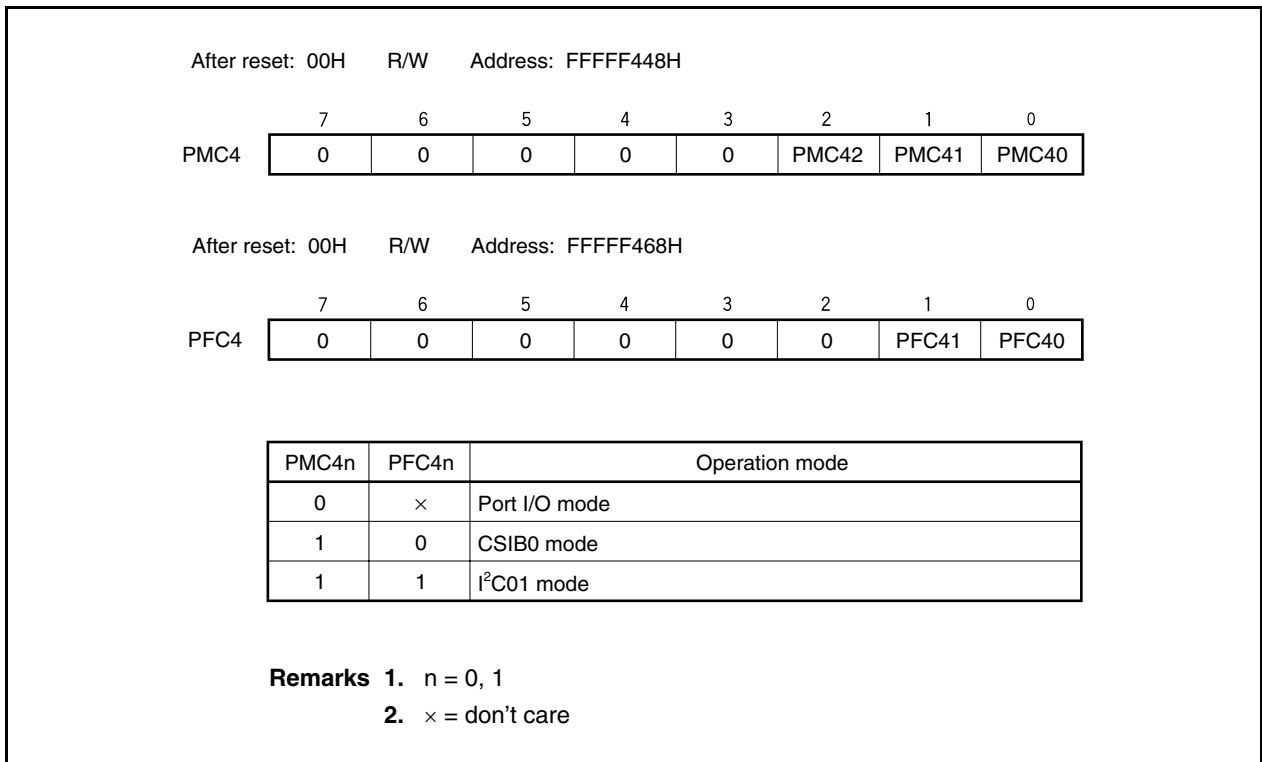 After reset: 00H R/W Address: FFFFF448H
7 6 5 4 3 2 1 0
PMC4 0 0 0 0 0 PMC42 PMC41 PMC40
After reset: 00H R/W Address: FFFFF468H
7 6 5 4 3 2 1 0
PFC4 0 0 0 0 0 0 PFC41 PFC40
PMC4n PFC4n Operation mode
0 × Port I/O mode
1 0 CSIB0 mode
1 1 I²C01 mode
Remarks 1. n = 0, 1
2. × = don't care